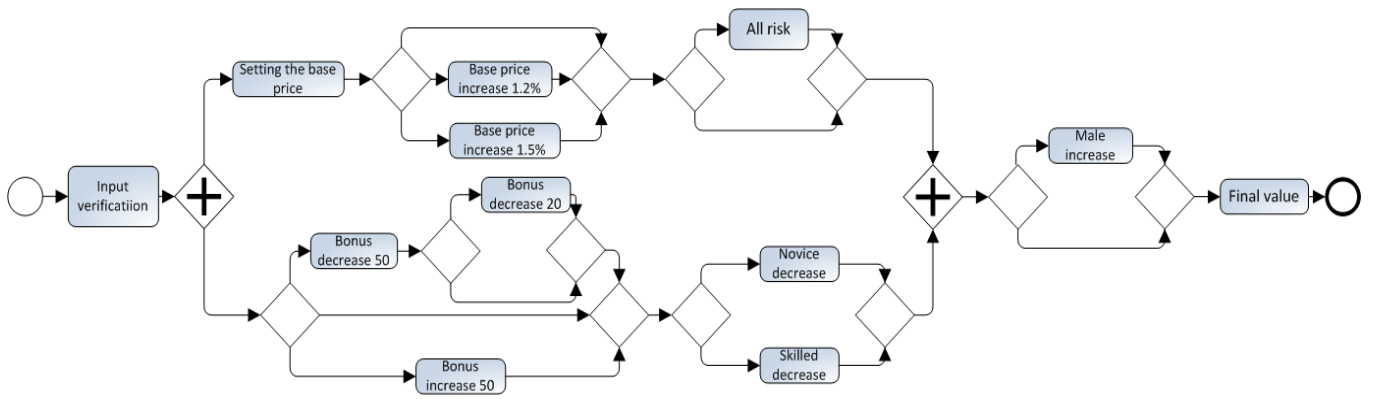 All risk
Setting the base
price
Base price
increase 1.2%
Base price
increase 1.5%
Male
increase
Input
verificatiion
Bonus
decrease 20
Final value
Bonus
decrease 50
Novice
decrease
Skilled
decrease
Bonus
increase 50